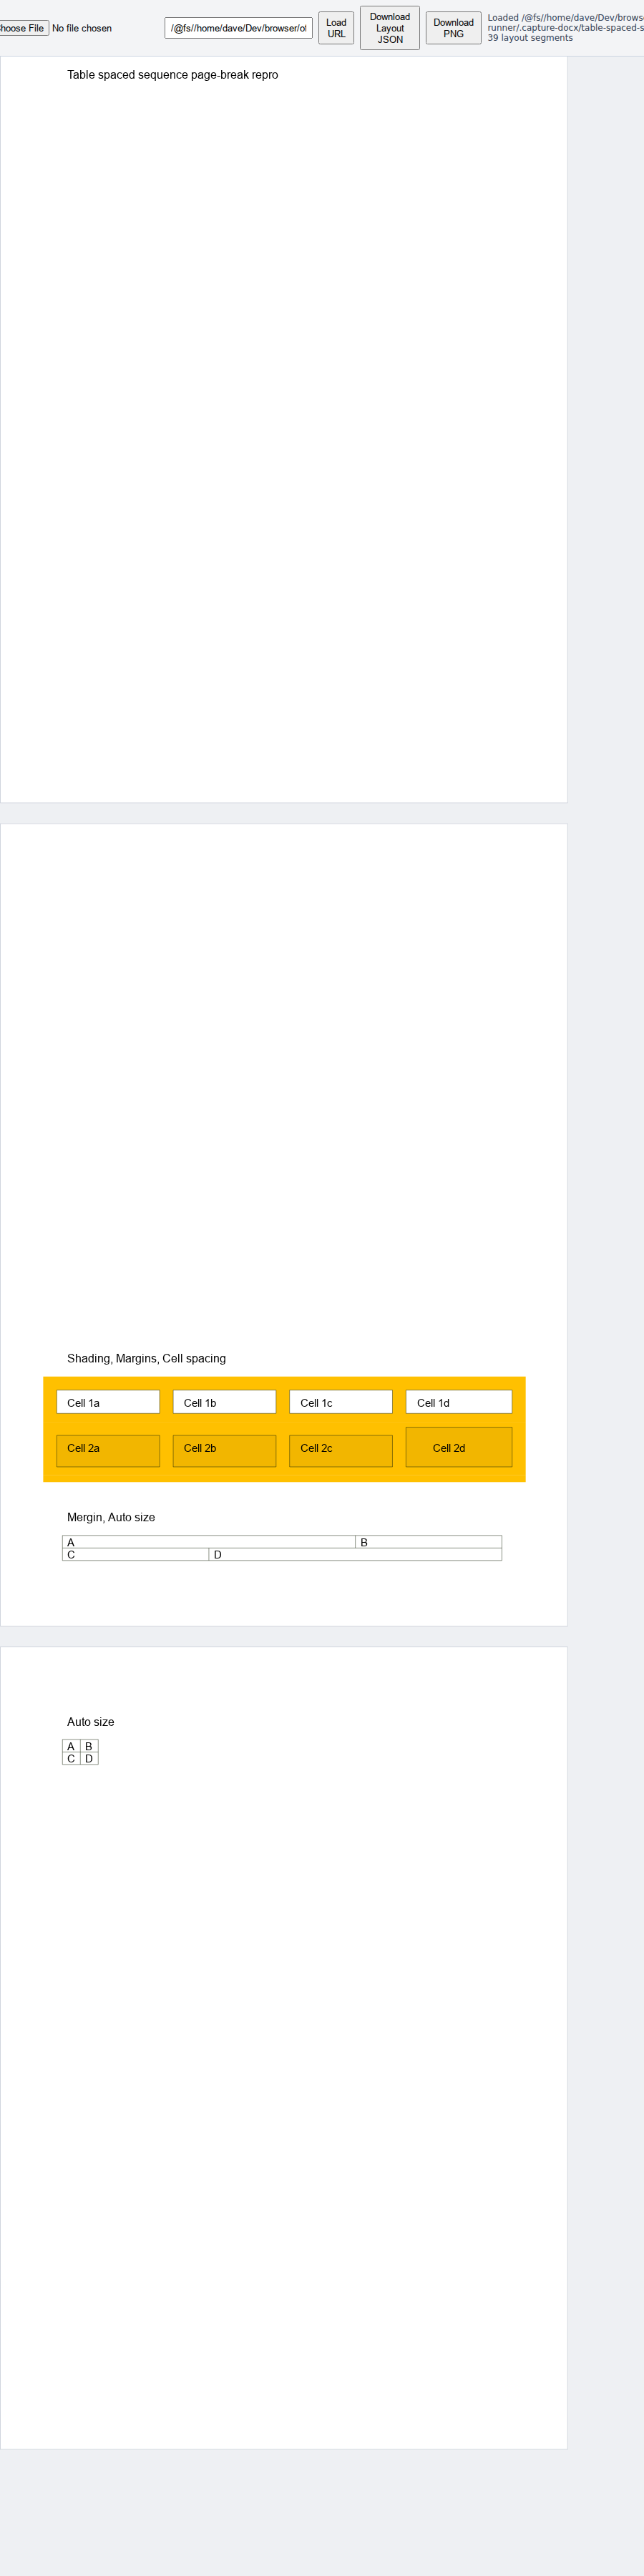 Choose File No file chosen
/@fs//home/dave/Dev/browser/ol
Load
URL
Download
Layout
JSON
Download
PNG
Loaded /@fs//home/dave/Dev/brows
runner/.capture-docx/table-spaced-s
39 layout segments
Table spaced sequence page-break repro
Shading, Margins, Cell spacing
Cell 1a Cell 1b Cell 1c Cell 1d
Cell 2a Cell 2b Cell 2c Cell 2d
Mergin, Auto size
A B
C D
Auto size
A B
C D